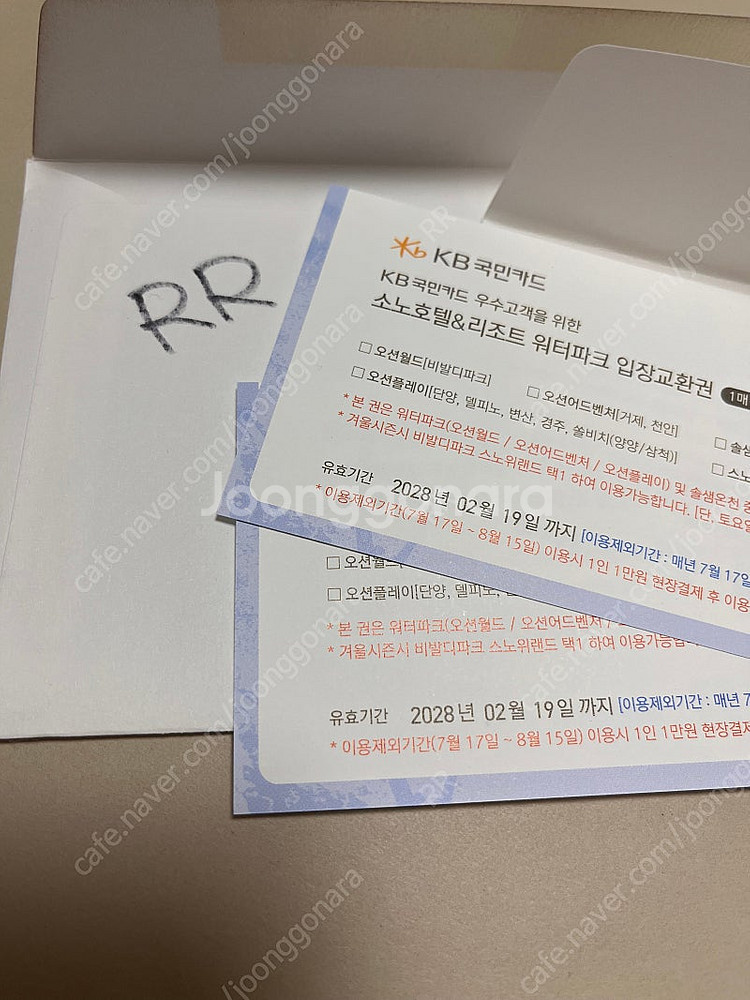 RR
KB 국민카드
KB국민카드 우수고객을 위한
소노호텔&리조트 워터파크 입장교환권 1매
□ 오션월드[비발디파크]
□ 오션어드벤처[거제, 천안]
□ 솔샘
□ 오션플레이[단양, 델피노, 변산, 경주, 쏠비치(양양/삼척)]
□ 스노
* 본 권은 워터파크(오션월드 / 오션어드벤처 / 오션플레이) 및 솔샘온천 중
* 겨울시즌시 비발디파크 스노위랜드 택1 하여 이용가능합니다. [단, 토요일
유효기간 2028년 02월 19일 까지 [이용제외기간 : 매년 7월 17일
* 이용제외기간(7월 17일 ~ 8월 15일) 이용시 1인 1만원 현장결제 후 이용
□ 오션월드
□ 오션플레이[단양, 델피노,
* 본 권은 워터파크(오션월드 / 오션어드벤처 /
* 겨울시즌시 비발디파크 스노위랜드 택1 하여 이용가능합
유효기간 2028년 02월 19일 까지 [이용제외기간 : 매년 7
* 이용제외기간(7월 17일 ~ 8월 15일) 이용시 1인 1만원 현장결제
Joonggonara
cafe.naver.com/joonggonara